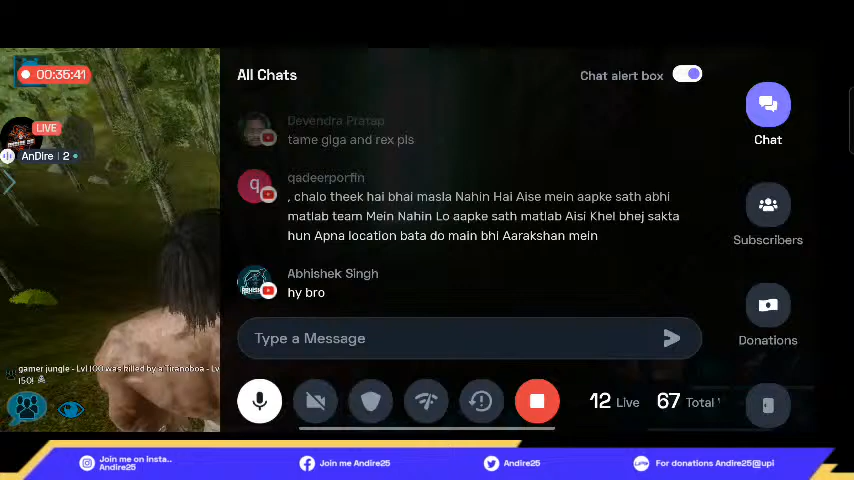 00:35:41
LIVE
AnDire | 2
All Chats
Chat alert box
Devendra Pratap
tame giga and rex pls
qadeerporfin
, chalo theek hai bhai masla Nahin Hai Aise mein aapke sath abhi
matlab team Mein Nahin Lo aapke sath matlab Aisi Khel bhej sakta
hun Apna location bata do main bhi Aarakshan mein
Abhishek Singh
hy bro
Type a Message
12 Live 67 Total
Chat
Subscribers
Donations
gamer jungle - Lvl 100 was killed by a Titanoboa - Lv
150!
Join me on Insta..
Andire25
Join me Andire25
Andire25
For donations Andire25@upi